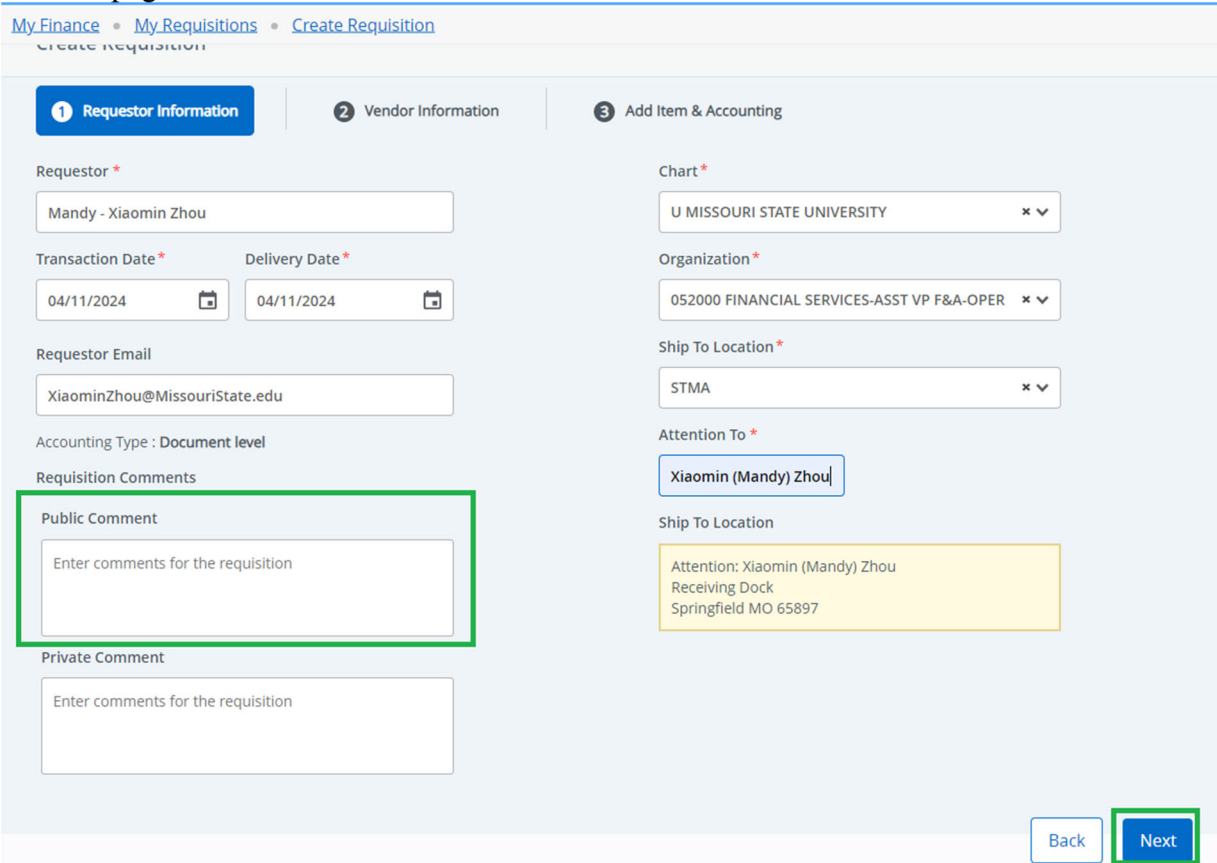 My Finance • My Requisitions • Create Requisition
Create Requisition
1 Requestor Information
2 Vendor Information
3 Add Item & Accounting
Requestor *
Mandy - Xiaomin Zhou
Transaction Date *
Delivery Date *
04/11/2024
04/11/2024
Requestor Email
XiaominZhou@MissouriState.edu
Accounting Type : Document level
Requisition Comments
Public Comment
Enter comments for the requisition
Private Comment
Enter comments for the requisition
Chart *
U MISSOURI STATE UNIVERSITY
Organization *
052000 FINANCIAL SERVICES-ASST VP F&A-OPER
Ship To Location *
STMA
Attention To *
Xiaomin (Mandy) Zhou
Ship To Location
Attention: Xiaomin (Mandy) Zhou
Receiving Dock
Springfield MO 65897
Back
Next